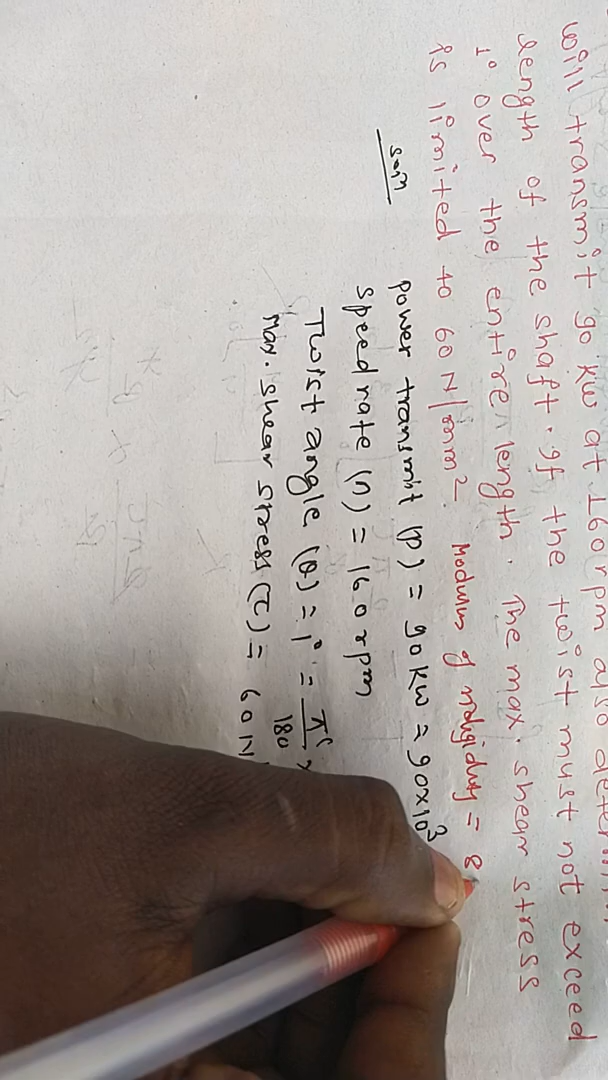 will transmit 90 kw at 160 rpm also
length of the shaft. If the twist must not exceed
1° over the entire length. The max. shear stress
is limited to 60 N/mm² Modulus of rigidity = 8
soln
power transmit (P) = 90 kw = 90×10³
speed rate (n) = 160 rpm
Twist angle (θ) = 1° = π^c/180 ×
Max. shear stress (τ) = 60 N